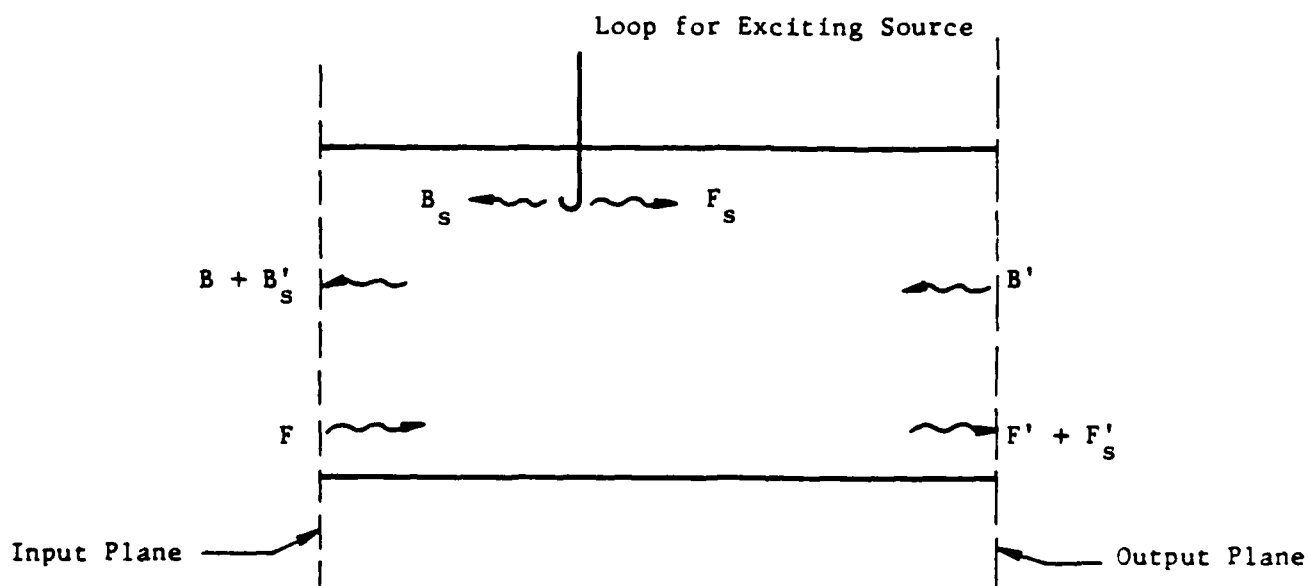 Loop for Exciting Source
B_s
F_s
B + B'_s
B'
F
F' + F'_s
Input Plane
Output Plane